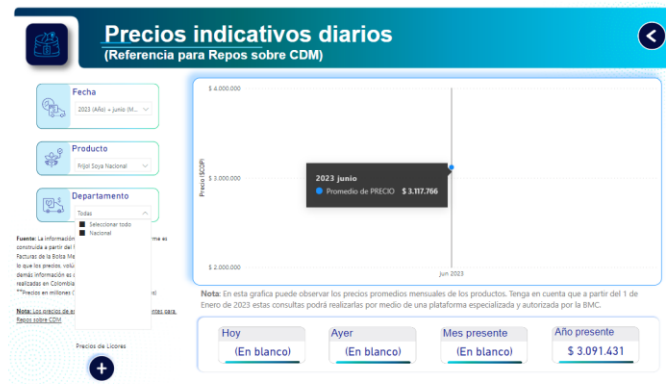 Precios indicativos diarios
(Referencia para Repos sobre CDM)
Fecha
2023 (Año) + junio (M...
Producto
Frijol Soya Nacional
Departamento
Todas
Seleccionar todo
Nacional
Fuente: La información
me es
construida a partir del
Facturas de la Bolsa Me
lo que los precios, volú
demás información es
realizadas en Colombia
**Precios en millones
Nota: Los precios de
ntas para
Repos sobre CDM
Precios de Licores
$ 4.000.000
$ 3.000.000
$ 2.000.000
Precio ($COP)
2023 junio
Promedio de PRECIO $ 3.117.766
jun 2023
Nota: En esta grafica puede observar los precios promedios mensuales de los productos. Tenga en cuenta que a partir del 1 de
Enero de 2023 estas consultas podrá realizarlas por medio de una plataforma especializada y autorizada por la BMC.
Hoy
(En blanco)
Ayer
(En blanco)
Mes presente
(En blanco)
Año presente
$ 3.091.431